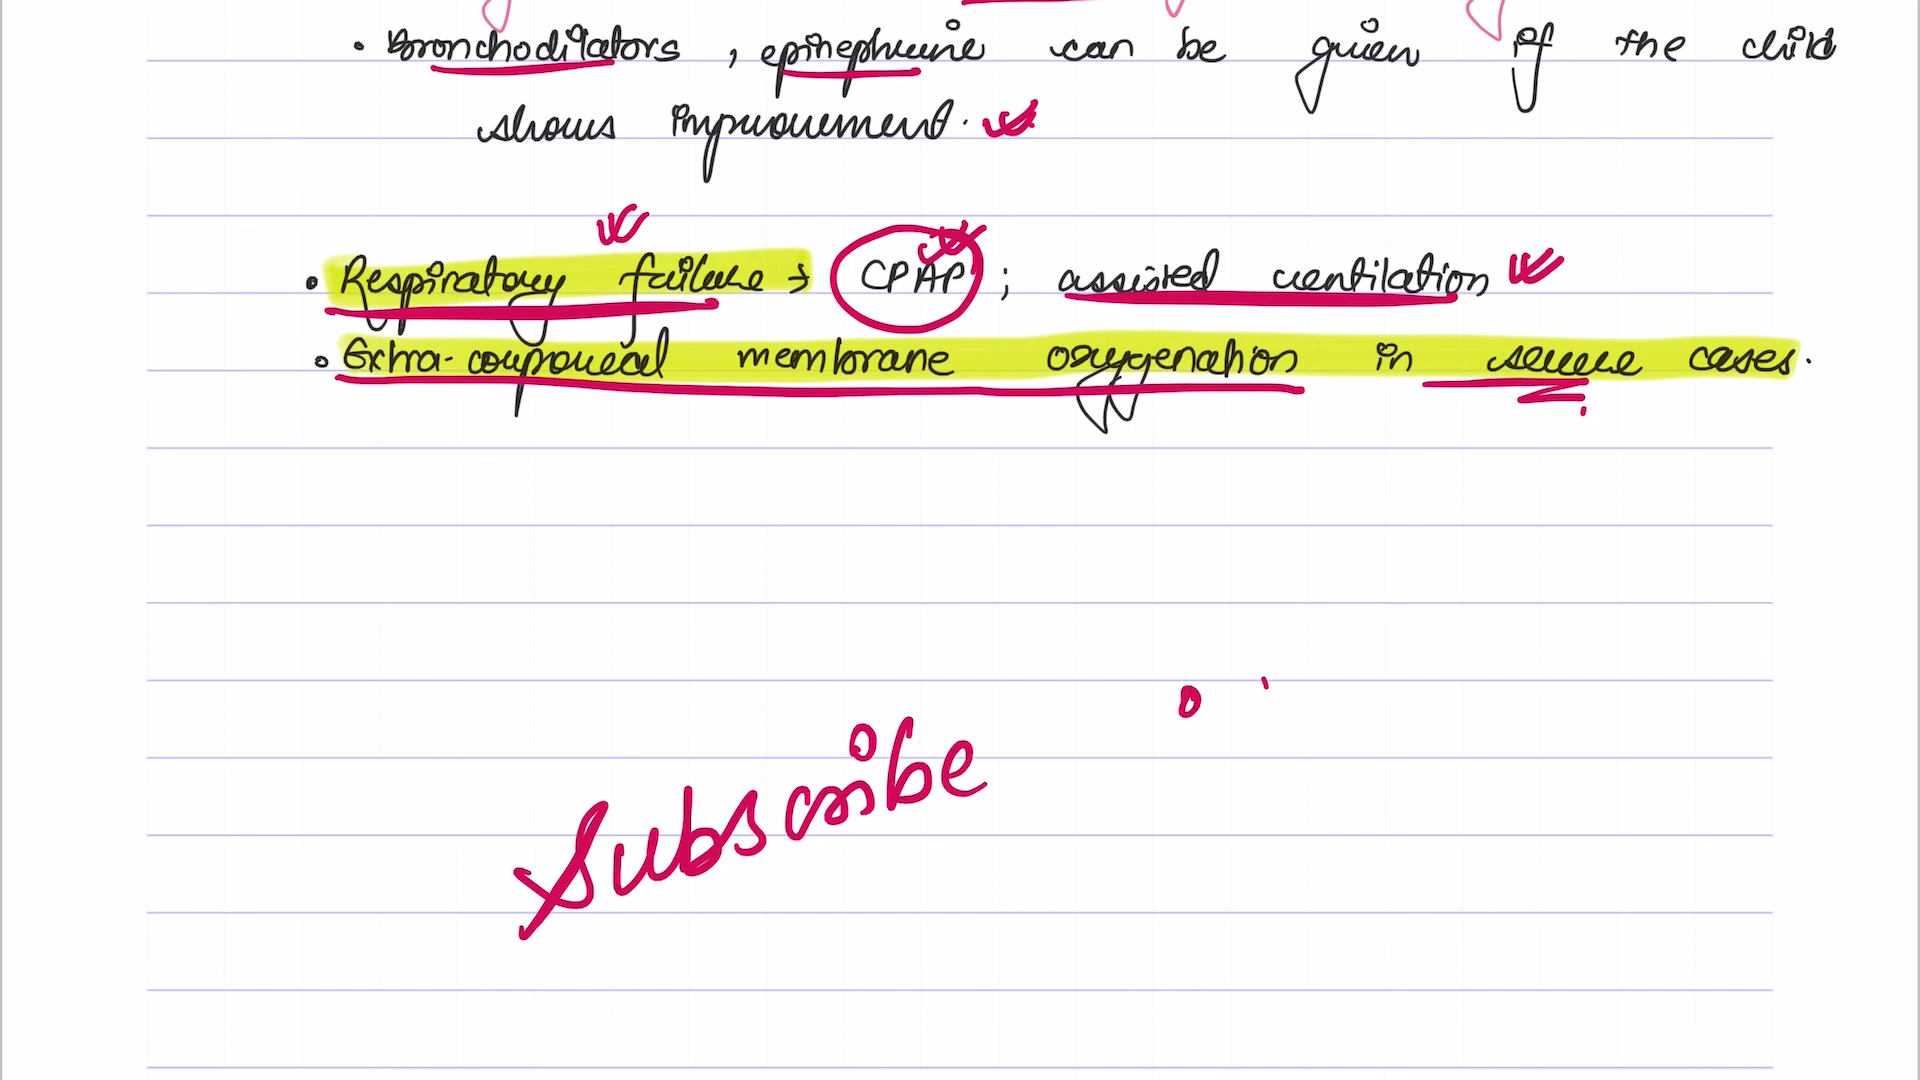 • Bronchodilators , epinephrine can be given if the child
shows improvement.
• Respiratory failure → CPAP ; assisted ventilation
• Extra-corporeal membrane oxygenation in severe cases.
Subscribe